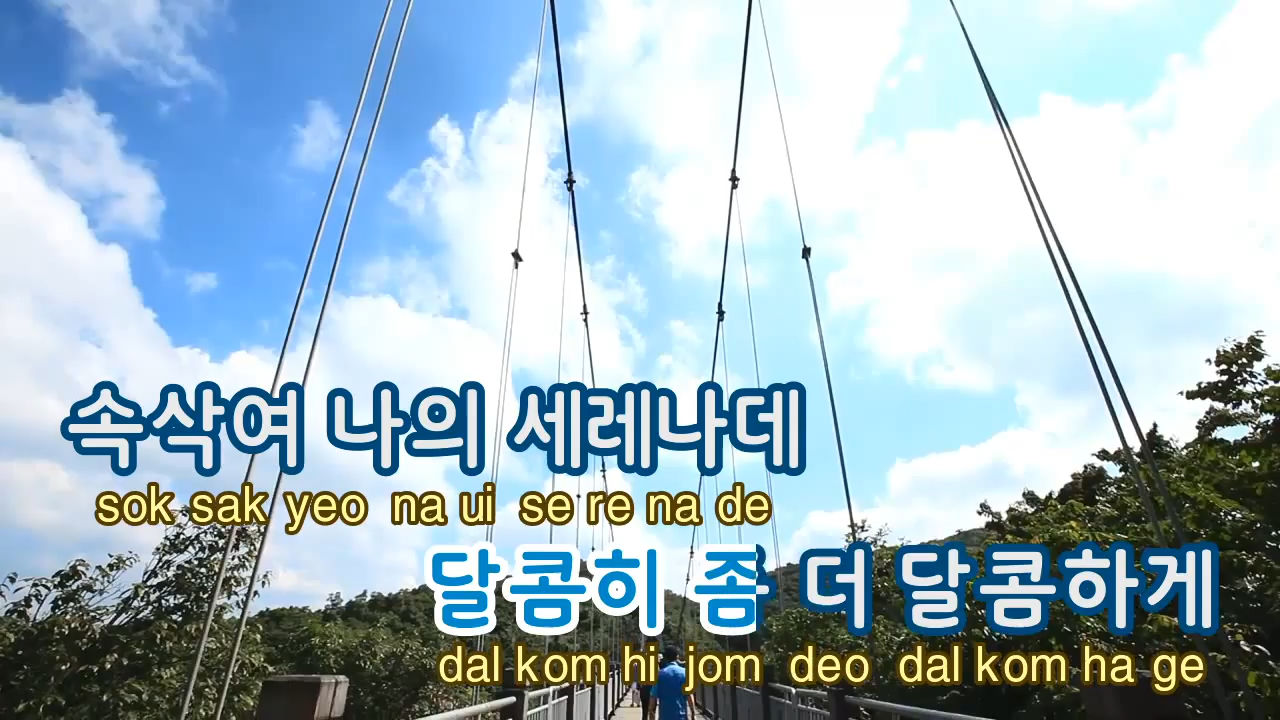 속삭여 나의 세레나데
sok sak yeo na ui se re na de
달콤히 좀 더 달콤하게
dal kom hi jom deo dal kom ha ge